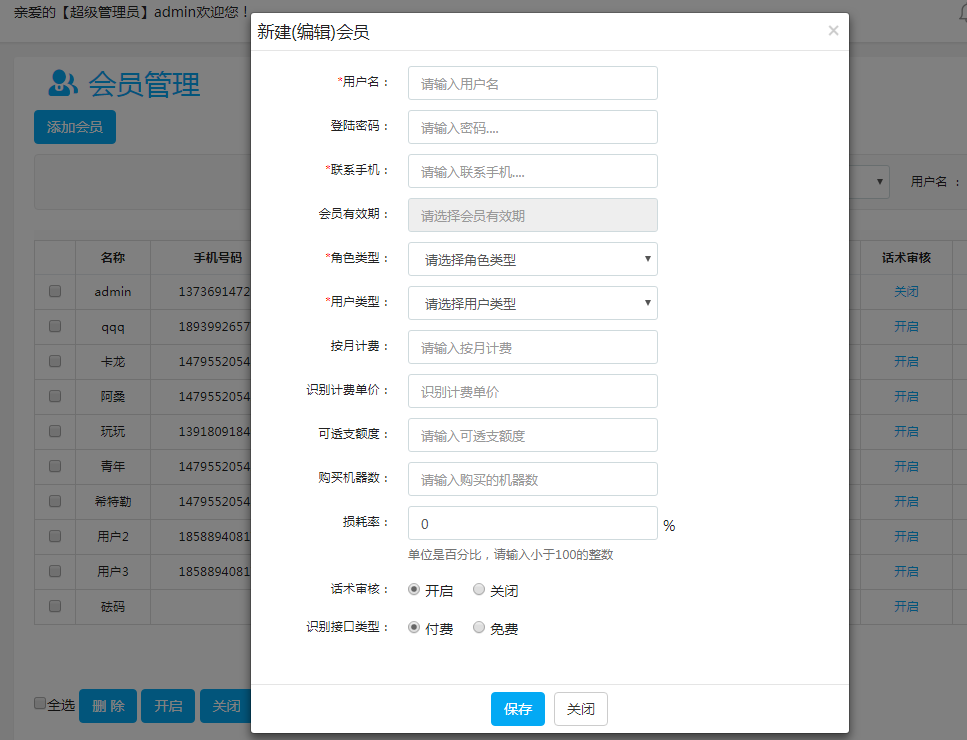 亲爱的【超级管理员】admin欢迎您！
会员管理
添加会员
用户名 ：
名称 手机号码 话术审核
admin 1373691472 关闭
qqq 1893992657 开启
卡龙 1479552054 开启
阿桑 1479552054 开启
玩玩 1391809184 开启
青年 1479552054 开启
希特勒 1479552054 开启
用户2 1858894081 开启
用户3 1858894081 开启
砝码 开启
全选 删 除 开启 关闭
新建(编辑)会员 ×
*用户名： 请输入用户名
登陆密码： 请输入密码....
*联系手机： 请输入联系手机....
会员有效期： 请选择会员有效期
*角色类型： 请选择角色类型
*用户类型： 请选择用户类型
按月计费： 请输入按月计费
识别计费单价： 识别计费单价
可透支额度： 请输入可透支额度
购买机器数： 请输入购买的机器数
损耗率： 0 %
单位是百分比，请输入小于100的整数
话术审核： 开启 关闭
识别接口类型： 付费 免费
保存 关闭